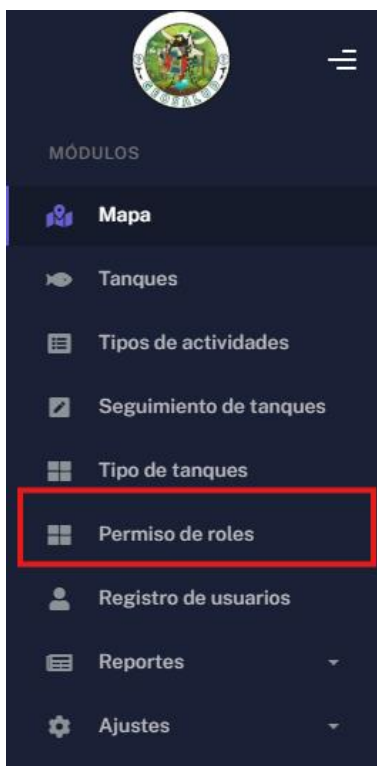 GEOSALUD
MÓDULOS
Mapa
Tanques
Tipos de actividades
Seguimiento de tanques
Tipo de tanques
Permiso de roles
Registro de usuarios
Reportes
Ajustes